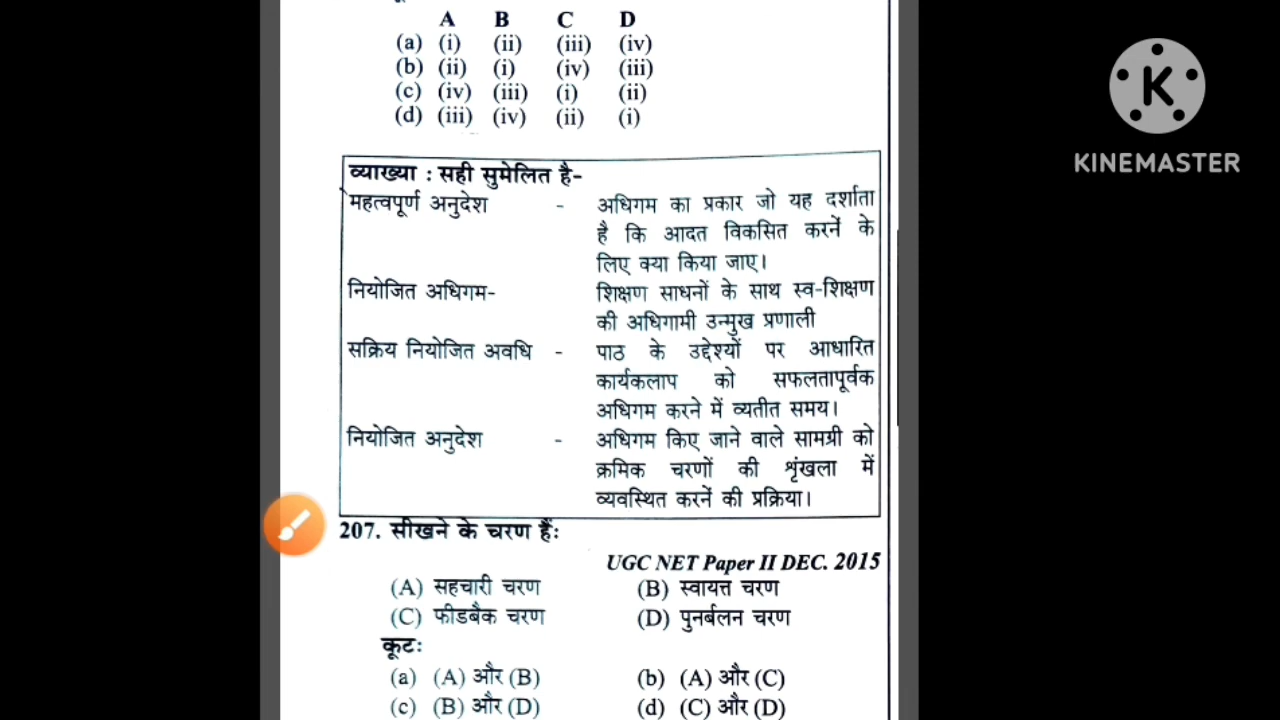 A B C D
(a) (i) (ii) (iii) (iv)
(b) (ii) (i) (iv) (iii)
(c) (iv) (iii) (i) (ii)
(d) (iii) (iv) (ii) (i)
व्याख्या : सही सुमेलित है-
महत्वपूर्ण अनुदेश - अधिगम का प्रकार जो यह दर्शाता
है कि आदत विकसित करनें के
लिए क्या किया जाए।
नियोजित अधिगम- शिक्षण साधनों के साथ स्व-शिक्षण
की अधिगामी उन्मुख प्रणाली
सक्रिय नियोजित अवधि - पाठ के उद्देश्यों पर आधारित
कार्यकलाप को सफलतापूर्वक
अधिगम करने में व्यतीत समय।
नियोजित अनुदेश - अधिगम किए जाने वाले सामग्री को
क्रमिक चरणों की श्रृंखला में
व्यवस्थित करनें की प्रक्रिया।
207. सीखने के चरण हैं:
UGC NET Paper II DEC. 2015
(A) सहचारी चरण (B) स्वायत्त चरण
(C) फीडबैक चरण (D) पुनर्बलन चरण
कूट:
(a) (A) और (B) (b) (A) और (C)
(c) (B) और (D) (d) (C) और (D)
K
KINEMASTER